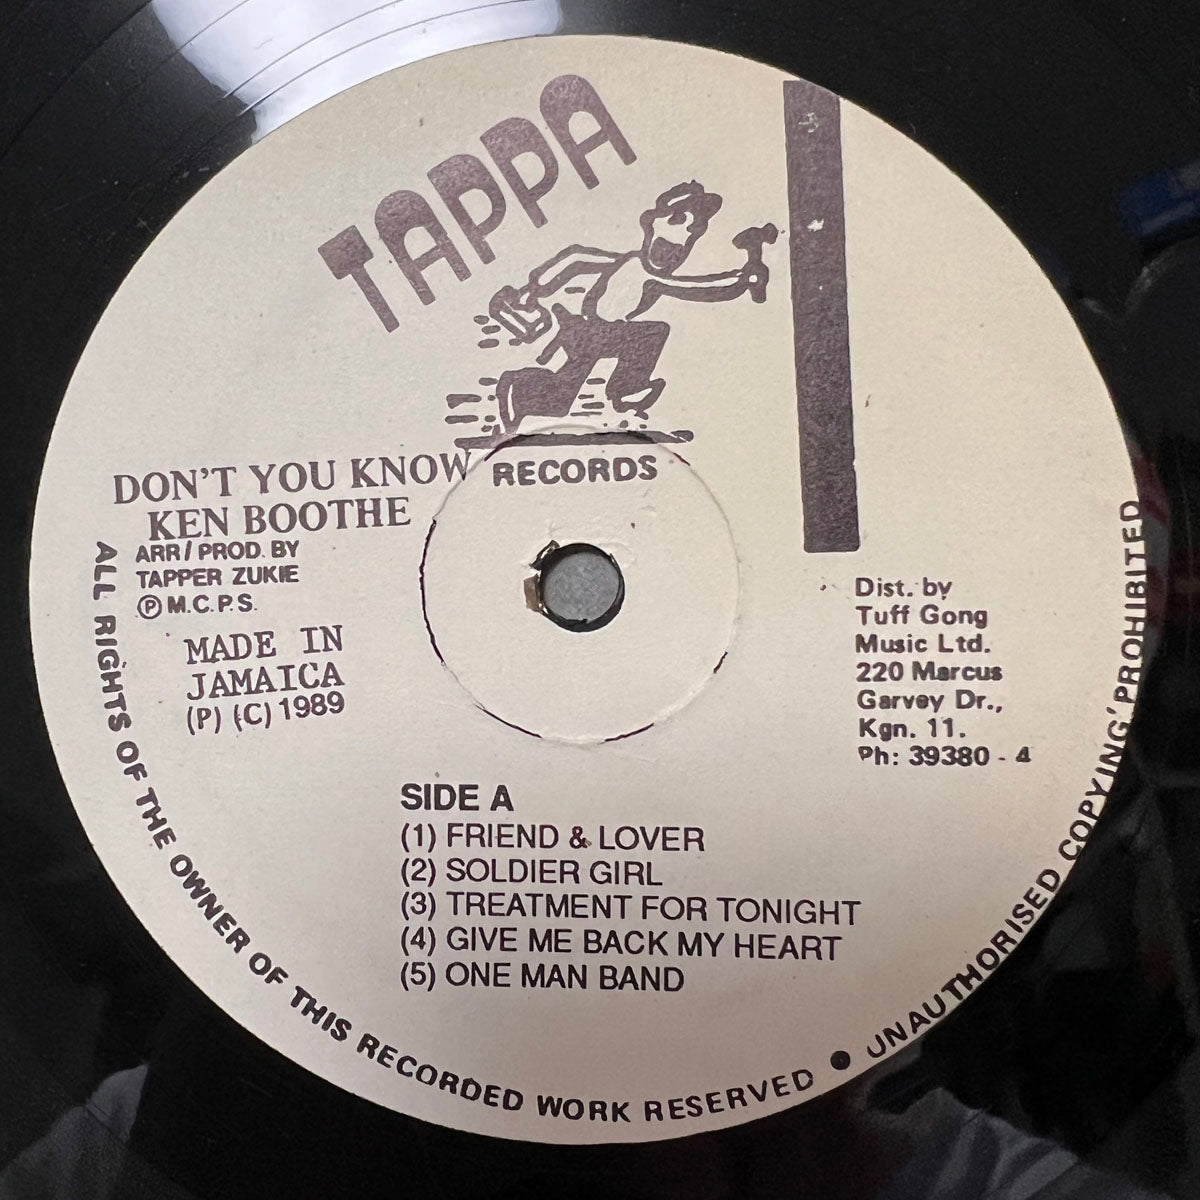 TAPPA
RECORDS
DON'T YOU KNOW
KEN BOOTHE
ARR/ PROD. BY
TAPPER ZUKIE
Ⓟ M.C.P.S.
MADE IN
JAMAICA
(P) (C) 1989
Dist. by
Tuff Gong
Music Ltd.
220 Marcus
Garvey Dr.,
Kgn. 11.
Ph: 39380 - 4
SIDE A
(1) FRIEND & LOVER
(2) SOLDIER GIRL
(3) TREATMENT FOR TONIGHT
(4) GIVE ME BACK MY HEART
(5) ONE MAN BAND
ALL RIGHTS OF THE OWNER OF THIS RECORDED WORK RESERVED ● UNAUTHORISED COPYING PROHIBITED